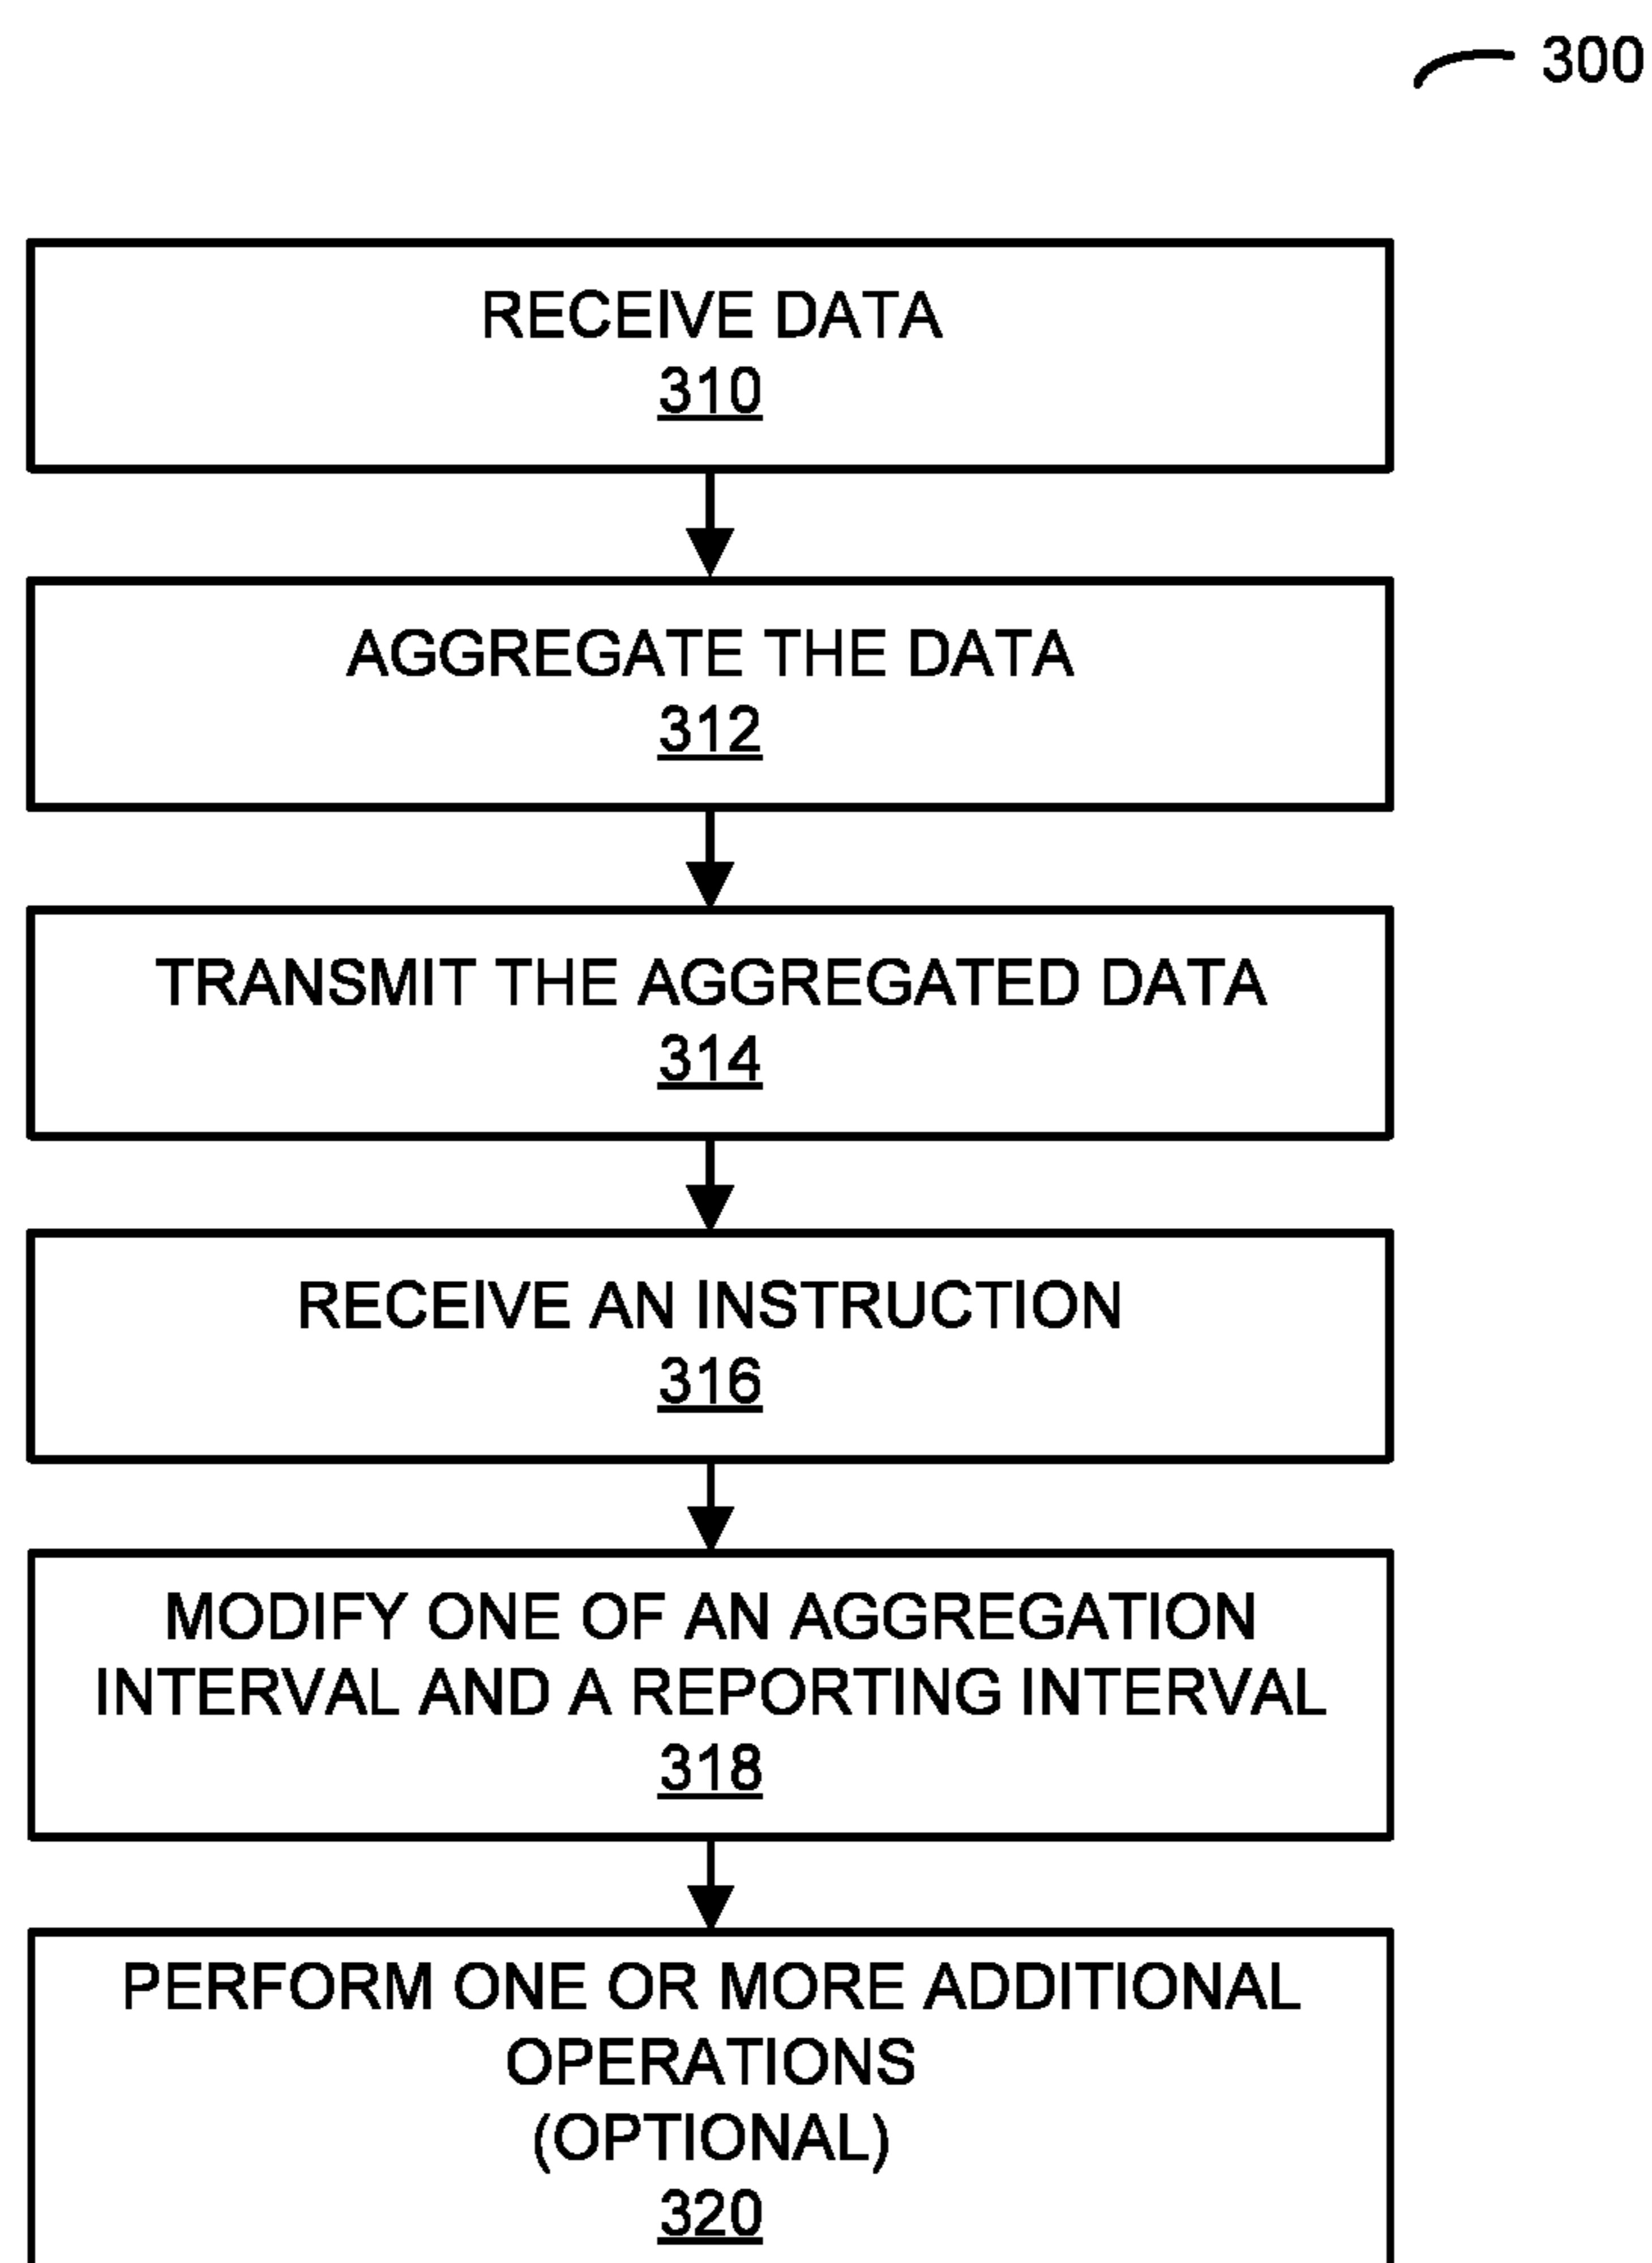 300
RECEIVE DATA
310
AGGREGATE THE DATA
312
TRANSMIT THE AGGREGATED DATA
314
RECEIVE AN INSTRUCTION
316
MODIFY ONE OF AN AGGREGATION
INTERVAL AND A REPORTING INTERVAL
318
PERFORM ONE OR MORE ADDITIONAL
OPERATIONS
(OPTIONAL)
320